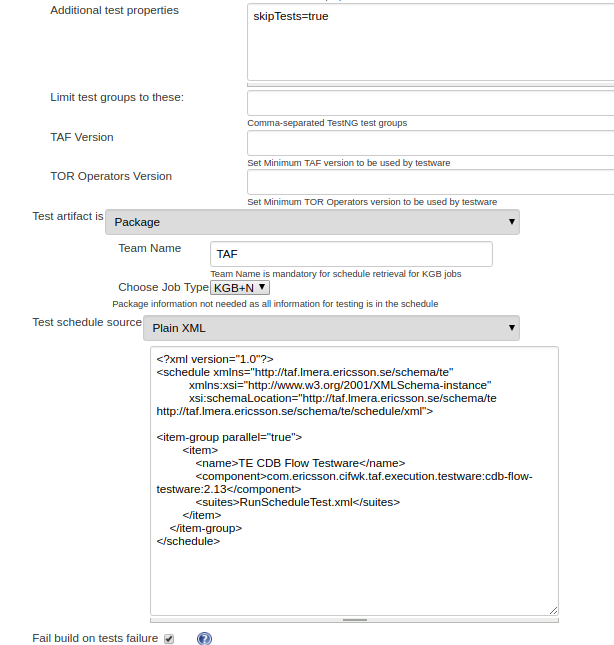 Additional test properties
skipTests=true
Limit test groups to these:
Comma-separated TestNG test groups
TAF Version
Set Minimum TAF version to be used by testware
TOR Operators Version
Set Minimum TOR Operators version to be used by testware
Test artifact is Package
Team Name TAF
Team Name is mandatory for schedule retrieval for KGB jobs
Choose Job Type KGB+N
Package information not needed as all information for testing is in the schedule
Test schedule source Plain XML
<?xml version="1.0"?>
<schedule xmlns="http://taf.lmera.ericsson.se/schema/te"
xmlns:xsi="http://www.w3.org/2001/XMLSchema-instance"
xsi:schemaLocation="http://taf.lmera.ericsson.se/schema/te
http://taf.lmera.ericsson.se/schema/te/schedule/xml">
<item-group parallel="true">
<item>
<name>TE CDB Flow Testware</name>
<component>com.ericsson.cifwk.taf.execution.testware:cdb-flow-
testware:2.13</component>
<suites>RunScheduleTest.xml</suites>
</item>
</item-group>
</schedule>
Fail build on tests failure